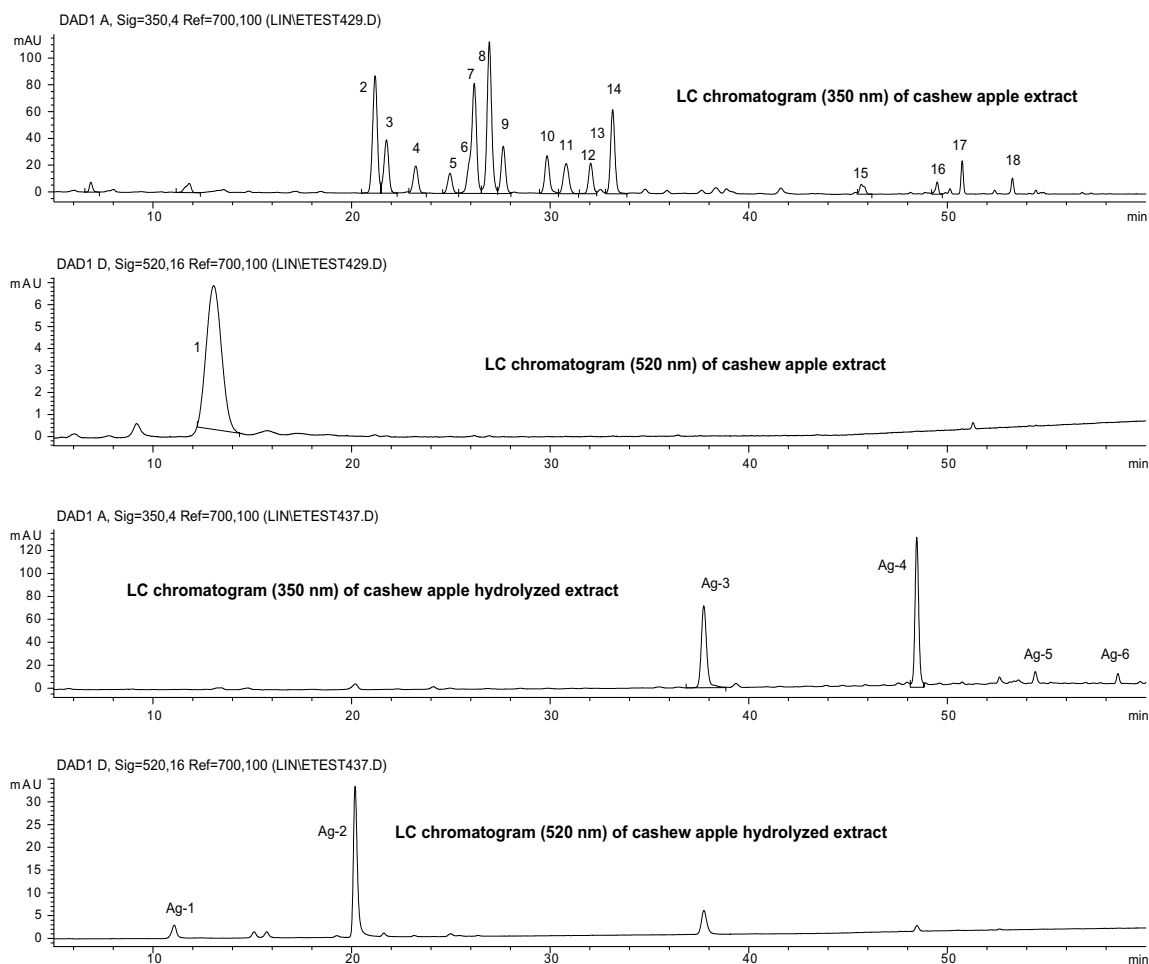 DAD1 A, Sig=350,4 Ref=700,100 (LIN\ETEST429.D)
mAU
100
80
60
40
20
0
2
3
4
5
6
7
8
9
10
11
12
13
14
15
16
17
18
LC chromatogram (350 nm) of cashew apple extract
10
20
30
40
50
min
DAD1 D, Sig=520,16 Ref=700,100 (LIN\ETEST429.D)
mAU
6
5
4
3
2
1
0
1
LC chromatogram (520 nm) of cashew apple extract
10
20
30
40
50
min
DAD1 A, Sig=350,4 Ref=700,100 (LIN\ETEST437.D)
mAU
120
100
80
60
40
20
0
LC chromatogram (350 nm) of cashew apple hydrolyzed extract
Ag-3
Ag-4
Ag-5
Ag-6
10
20
30
40
50
min
DAD1 D, Sig=520,16 Ref=700,100 (LIN\ETEST437.D)
mAU
30
25
20
15
10
5
0
Ag-1
Ag-2
LC chromatogram (520 nm) of cashew apple hydrolyzed extract
10
20
30
40
50
min